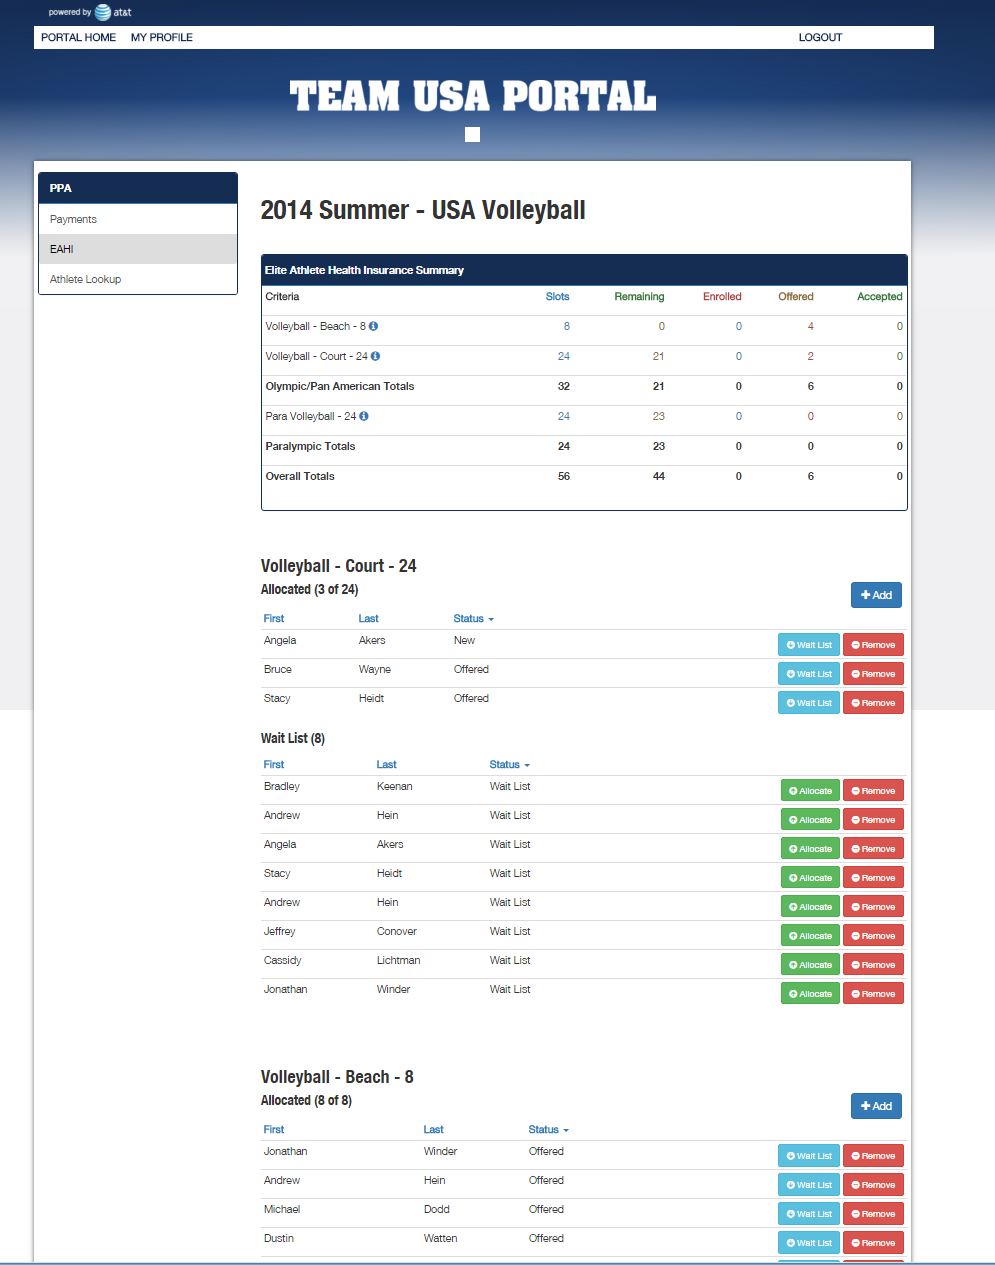 powered by at&t
PORTAL HOME MY PROFILE LOGOUT
TEAM USA PORTAL
PPA
Payments
EAHI
Athlete Lookup
2014 Summer - USA Volleyball
Elite Athlete Health Insurance Summary
Criteria Slots Remaining Enrolled Offered Accepted
Volleyball - Beach - 8 8 0 0 4 0
Volleyball - Court - 24 24 21 0 2 0
Olympic/Pan American Totals 32 21 0 6 0
Para Volleyball - 24 24 23 0 0 0
Paralympic Totals 24 23 0 0 0
Overall Totals 56 44 0 6 0
Volleyball - Court - 24
Allocated (3 of 24)
Add
First Last Status
Angela Akers New Wait List Remove
Bruce Wayne Offered Wait List Remove
Stacy Heidt Offered Wait List Remove
Wait List (8)
First Last Status
Bradley Keenan Wait List Allocate Remove
Andrew Hein Wait List Allocate Remove
Angela Akers Wait List Allocate Remove
Stacy Heidt Wait List Allocate Remove
Andrew Hein Wait List Allocate Remove
Jeffrey Conover Wait List Allocate Remove
Cassidy Lichtman Wait List Allocate Remove
Jonathan Winder Wait List Allocate Remove
Volleyball - Beach - 8
Allocated (8 of 8)
Add
First Last Status
Jonathan Winder Offered Wait List Remove
Andrew Hein Offered Wait List Remove
Michael Dodd Offered Wait List Remove
Dustin Watten Offered Wait List Remove